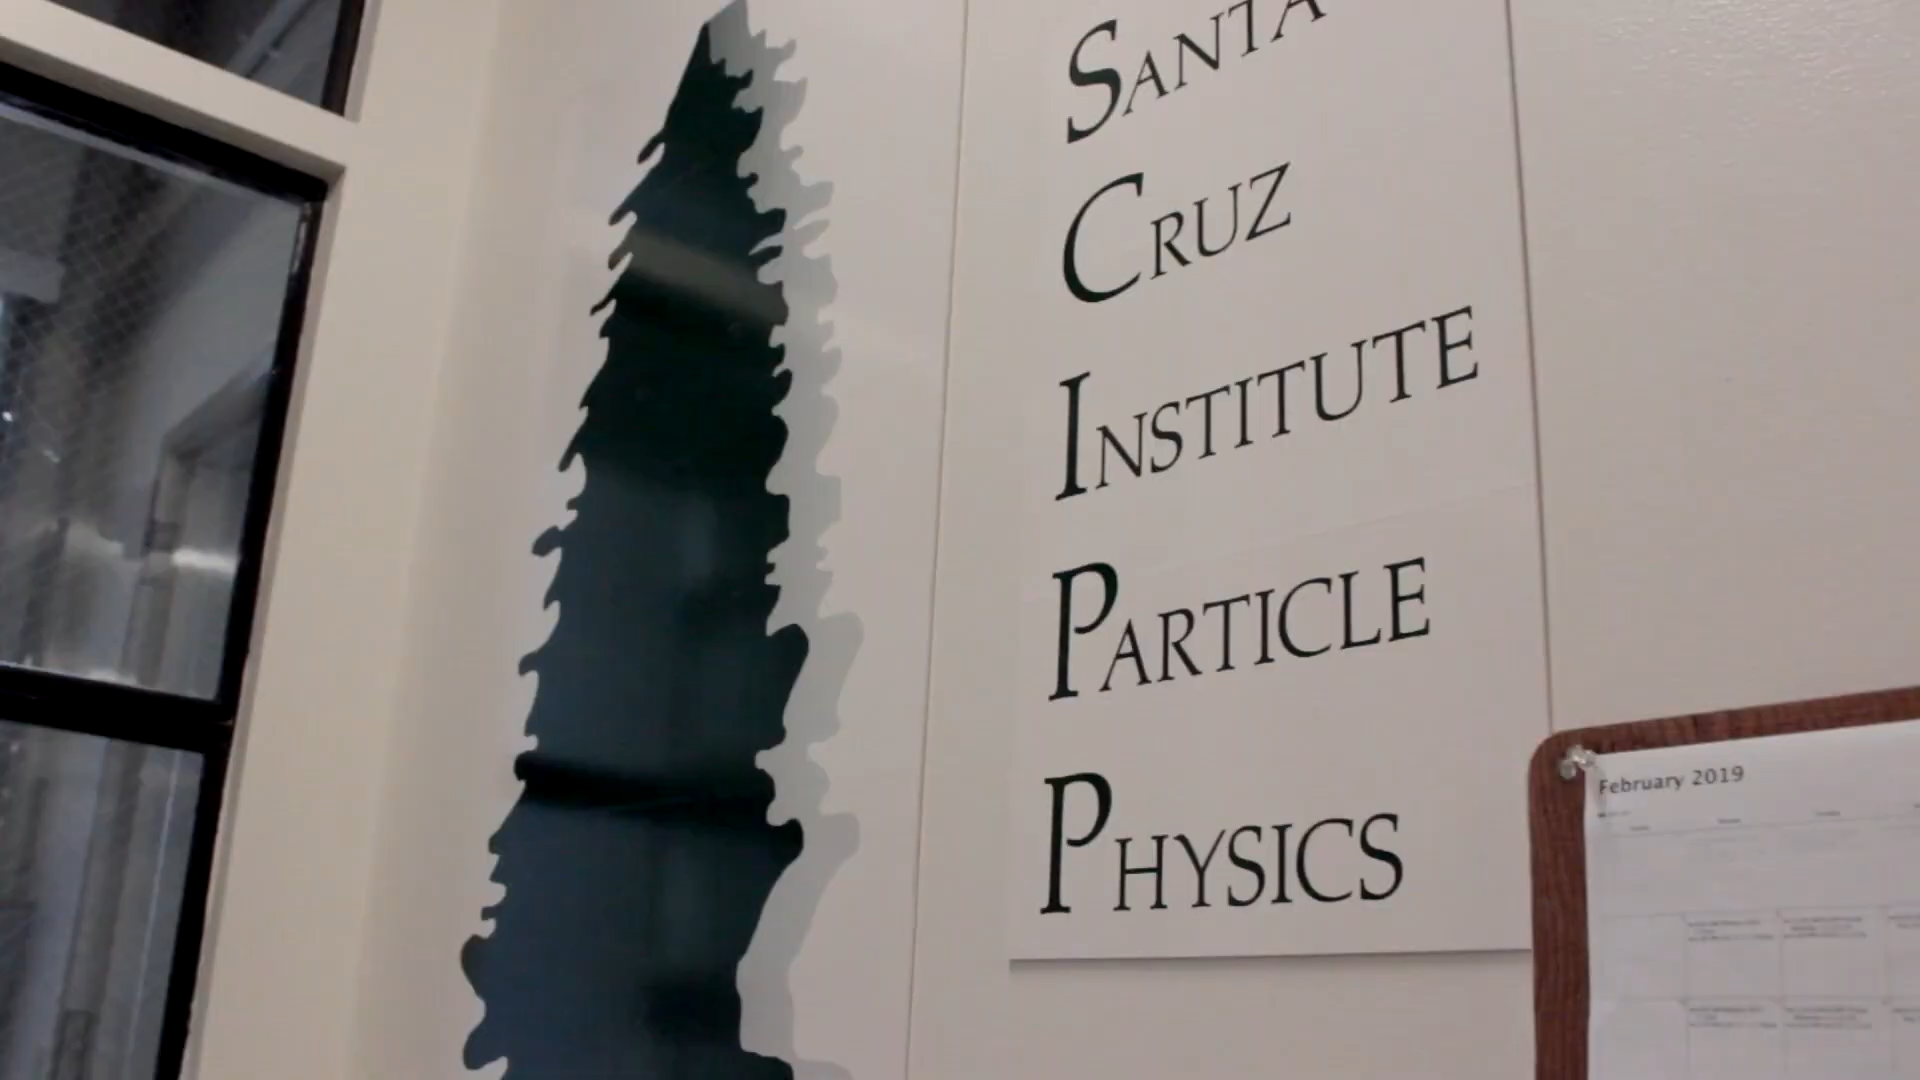 SANTA
CRUZ
INSTITUTE
PARTICLE
PHYSICS
February 2019